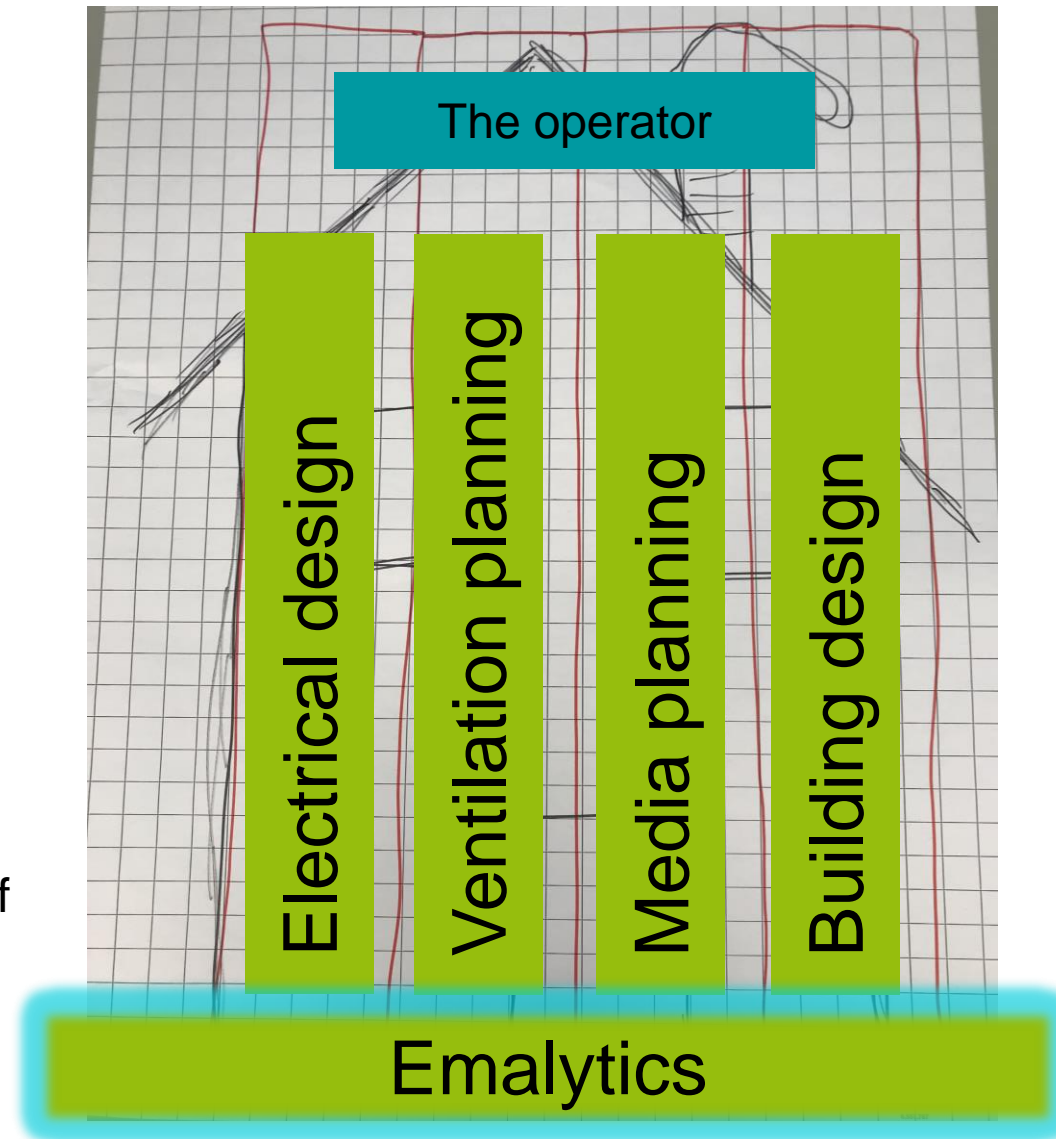 The operator
Electrical design
Ventilation planning
Media planning
Building design
f
Emalytics